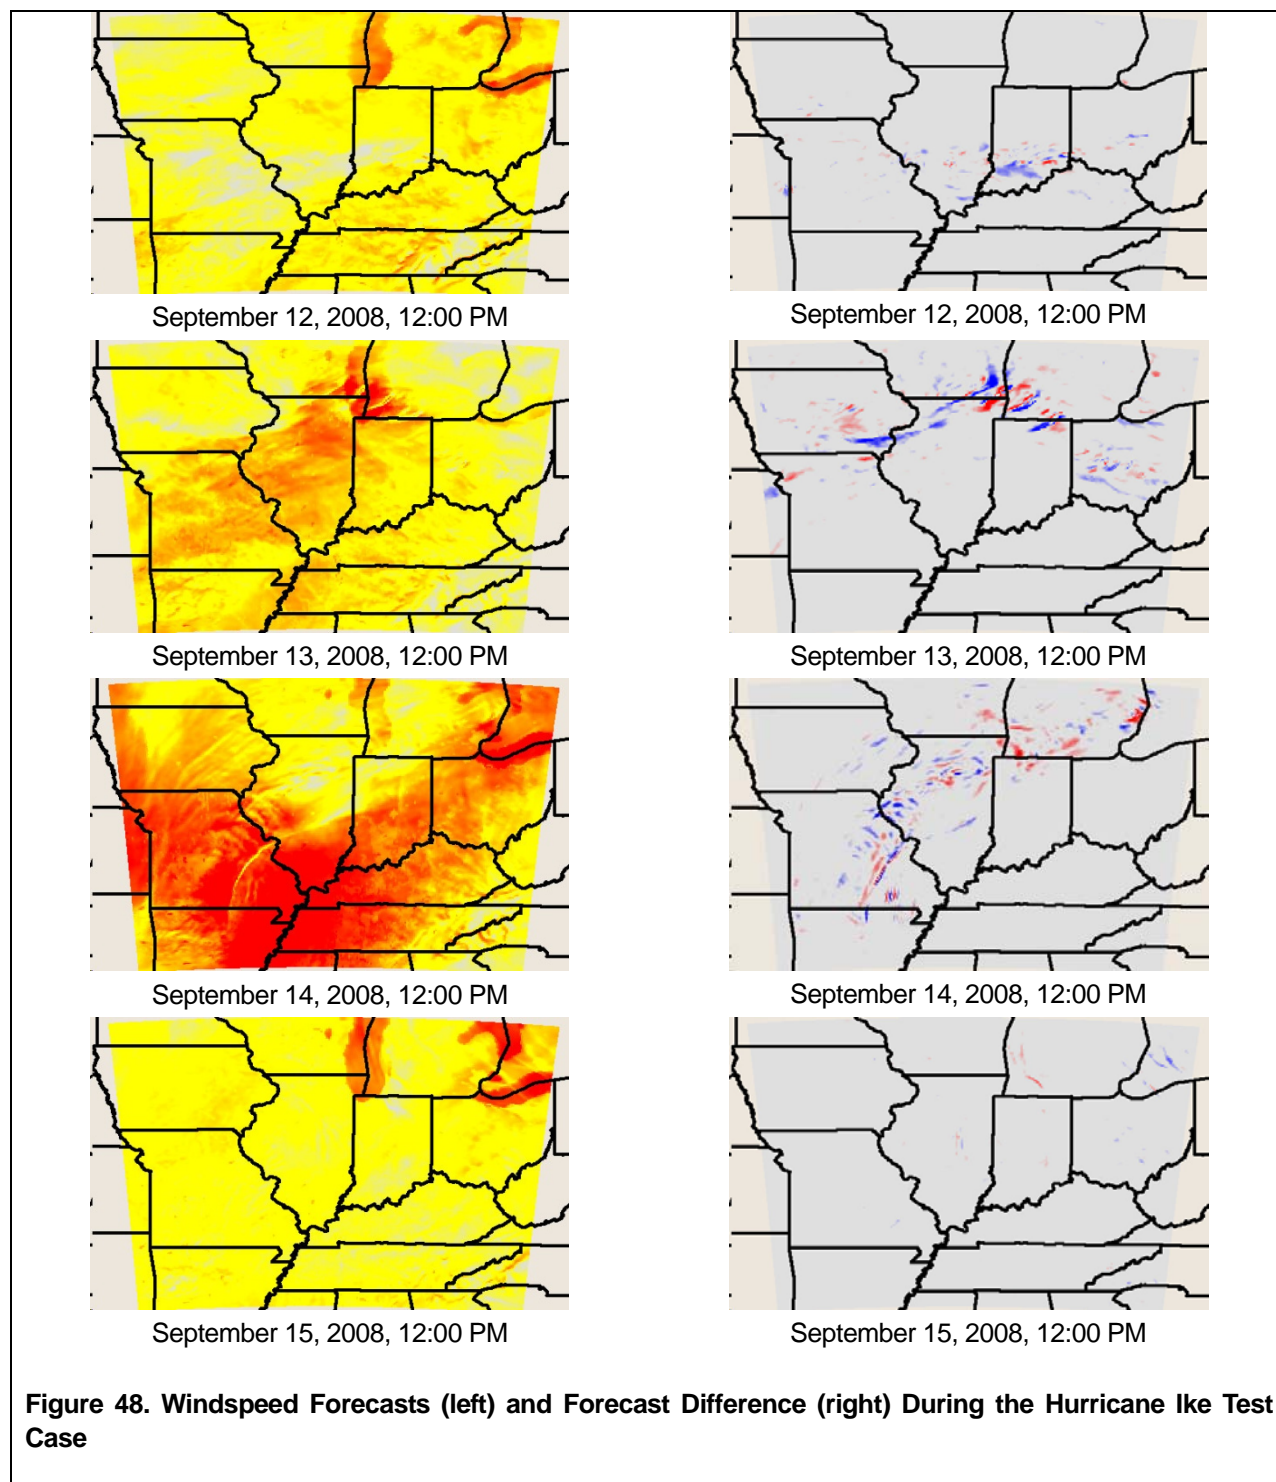 September 12, 2008, 12:00 PM
September 12, 2008, 12:00 PM
September 13, 2008, 12:00 PM
September 13, 2008, 12:00 PM
September 14, 2008, 12:00 PM
September 14, 2008, 12:00 PM
September 15, 2008, 12:00 PM
September 15, 2008, 12:00 PM
Figure 48. Windspeed Forecasts (left) and Forecast Difference (right) During the Hurricane Ike Test
Case